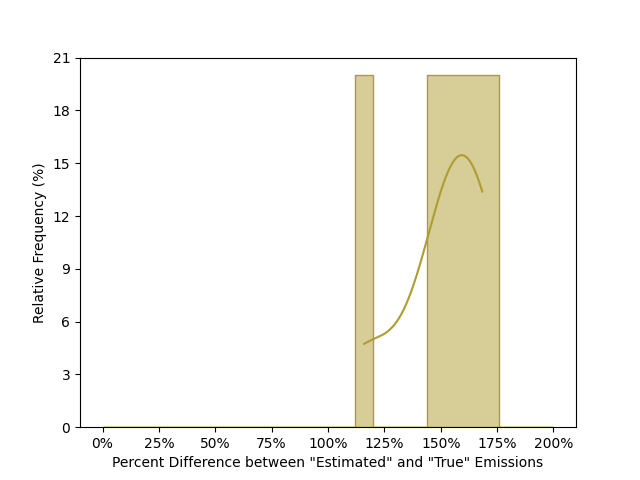 21
18
15
12
9
6
3
0
Relative Frequency (%)
0% 25% 50% 75% 100% 125% 150% 175% 200%
Percent Difference between "Estimated" and "True" Emissions